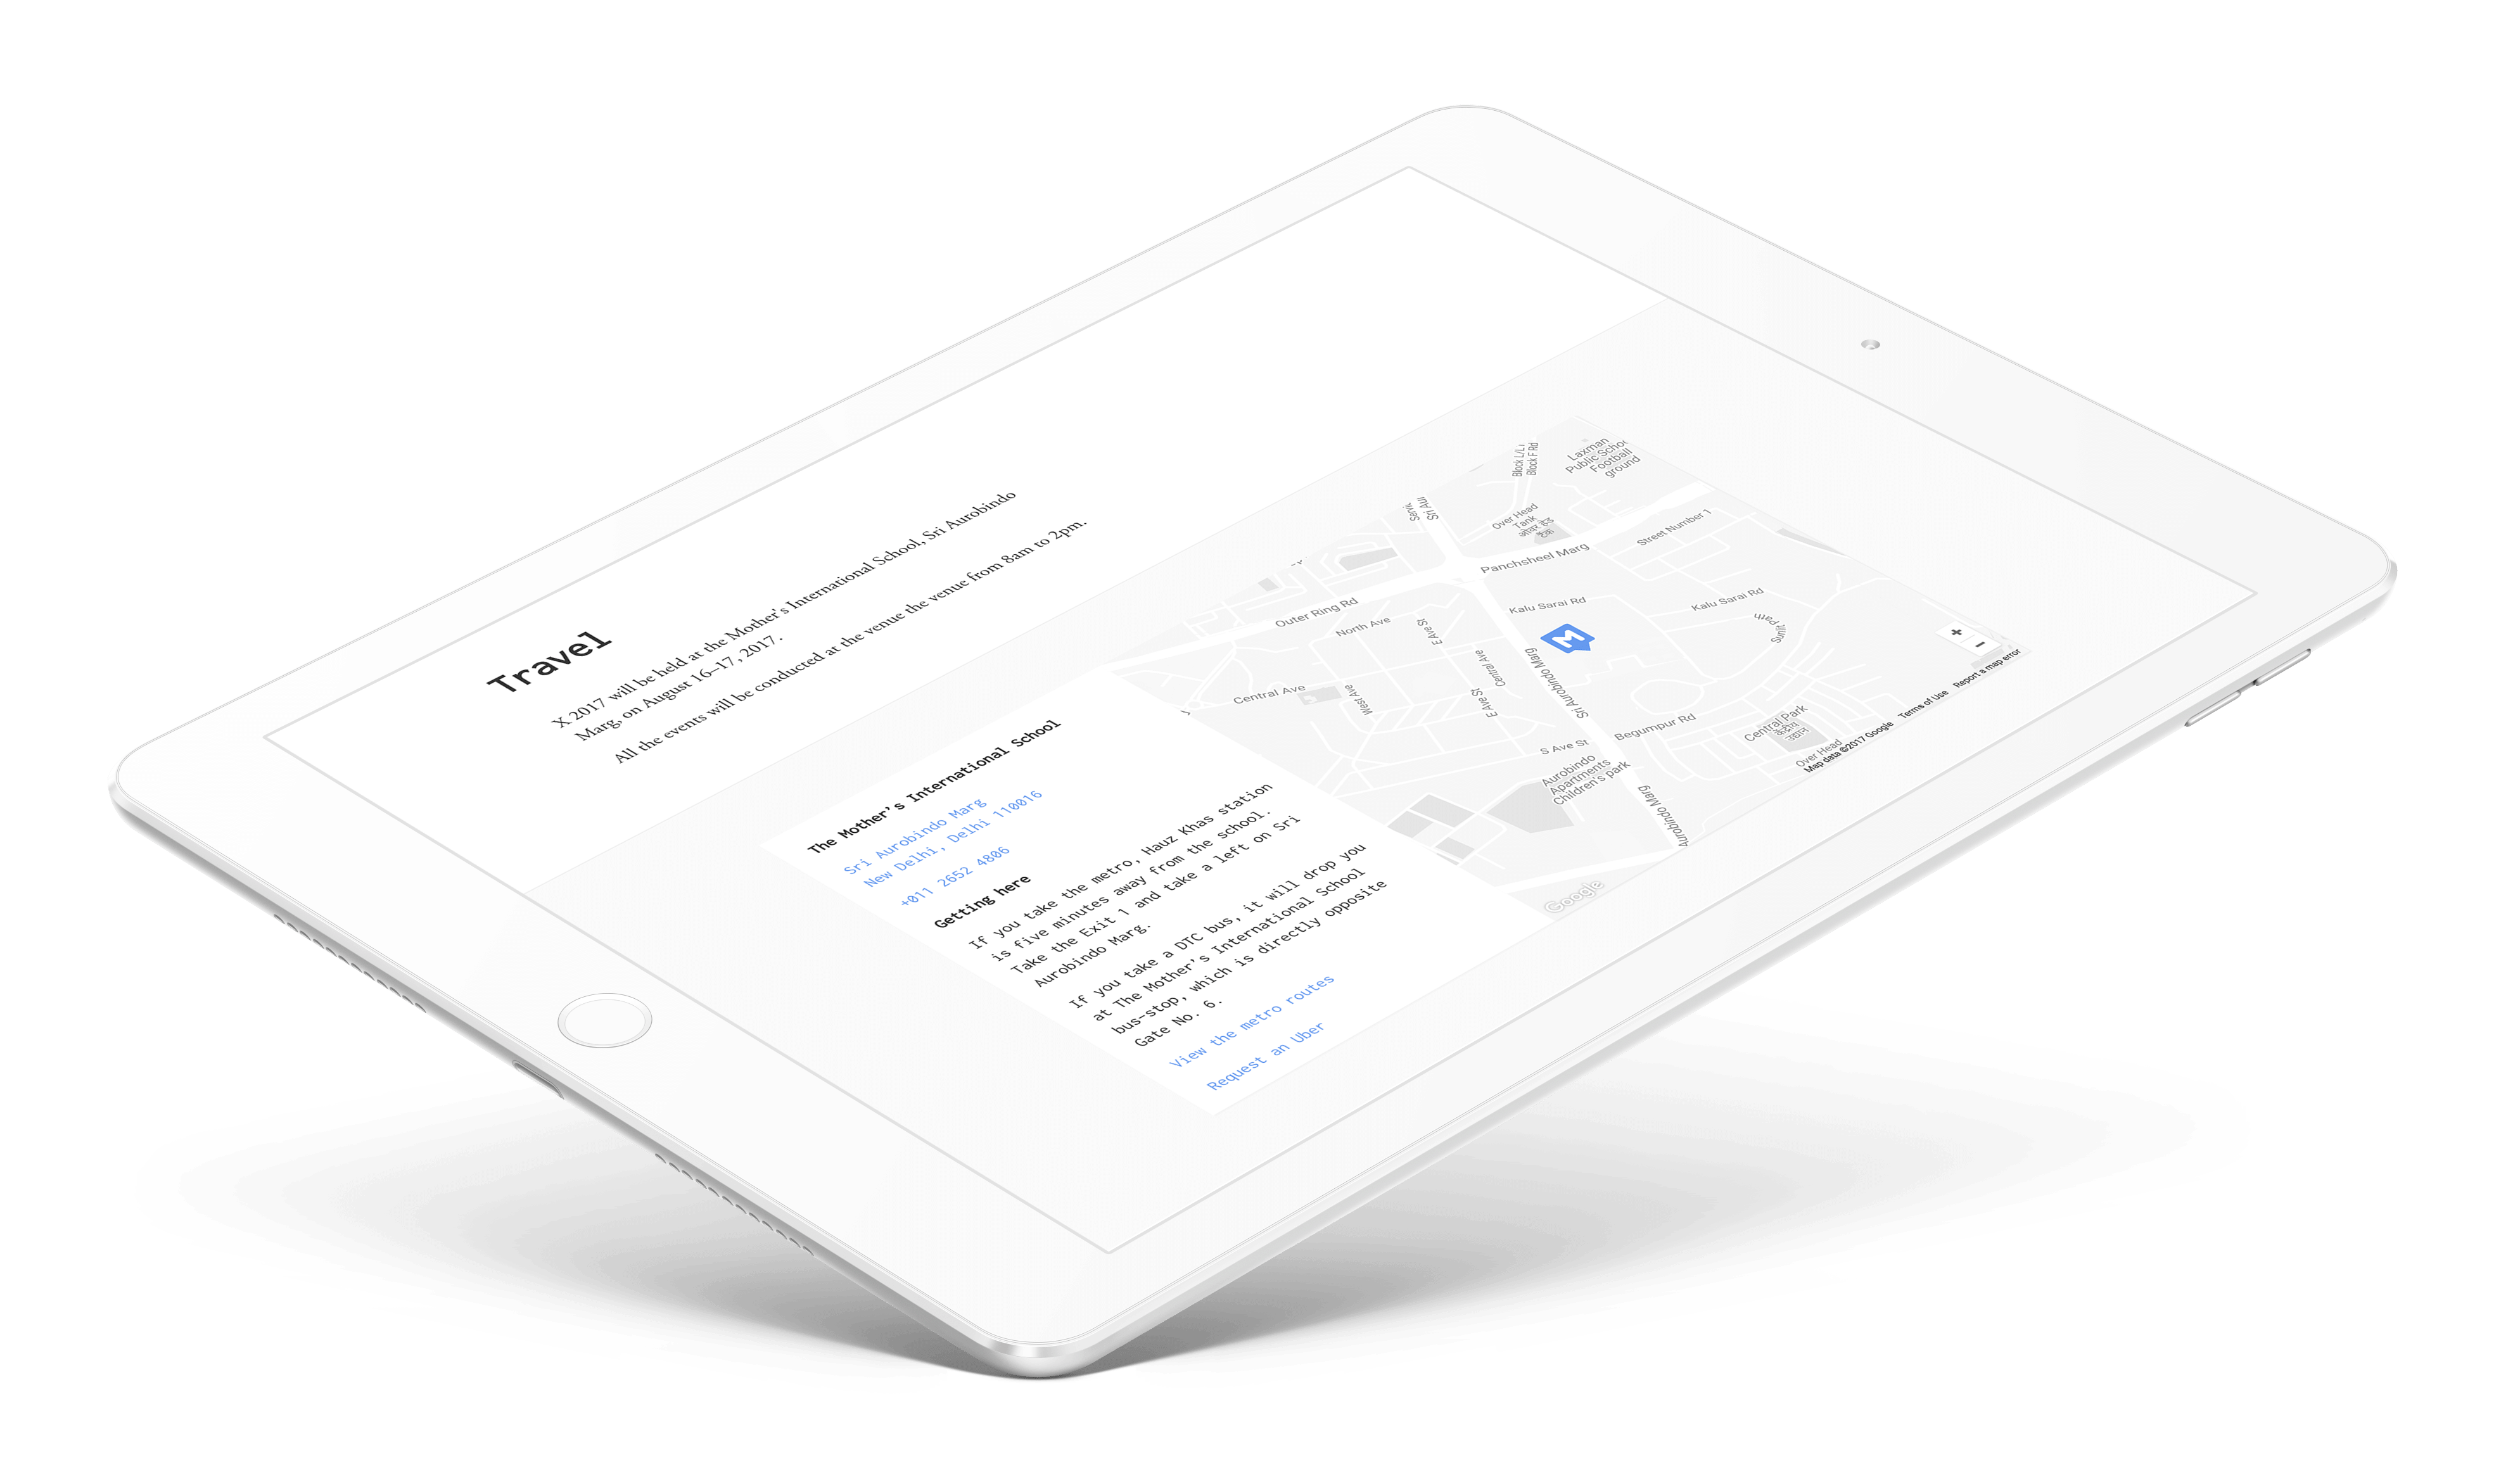 Travel
X 2017 will be held at the Mother's International School, Sri Aurobindo
Marg, on August 16–17, 2017.
All the events will be conducted at the venue the venue from 8am to 2pm.
The Mother's International School
Sri Aurobindo Marg
New Delhi, Delhi 110016
+011 2652 4806
Getting here
If you take the metro, Hauz Khas station
is five minutes away from the school.
Take the Exit 1 and take a left on Sri
Aurobindo Marg.
If you take a DTC bus, it will drop you
at The Mother's International School
bus-stop, which is directly opposite
Gate No. 6.
View the metro routes
Request an Uber
Block F Rd
Laxman
Public School
Football
ground
Over Head
Tank
ओवर हैड
टैंक
Sri Au
Street Number 1
Panchsheel Marg
Outer Ring Rd
North Ave
E Ave St
Kalu Sarai Rd
Kalu Sarai Rd
M
Central Ave
West Ave
Central Ave
E Ave St
Sri Aurobindo Marg
Sri Aurobindo Marg
S Ave St
Begumpur Rd
Aurobindo
Apartments
Children's park
Central Park
केंद्रीय
उद्यान
Over Head
Aurobindo Marg
+
−
Google
Map data ©2017 Google
Terms of Use
Report a map error